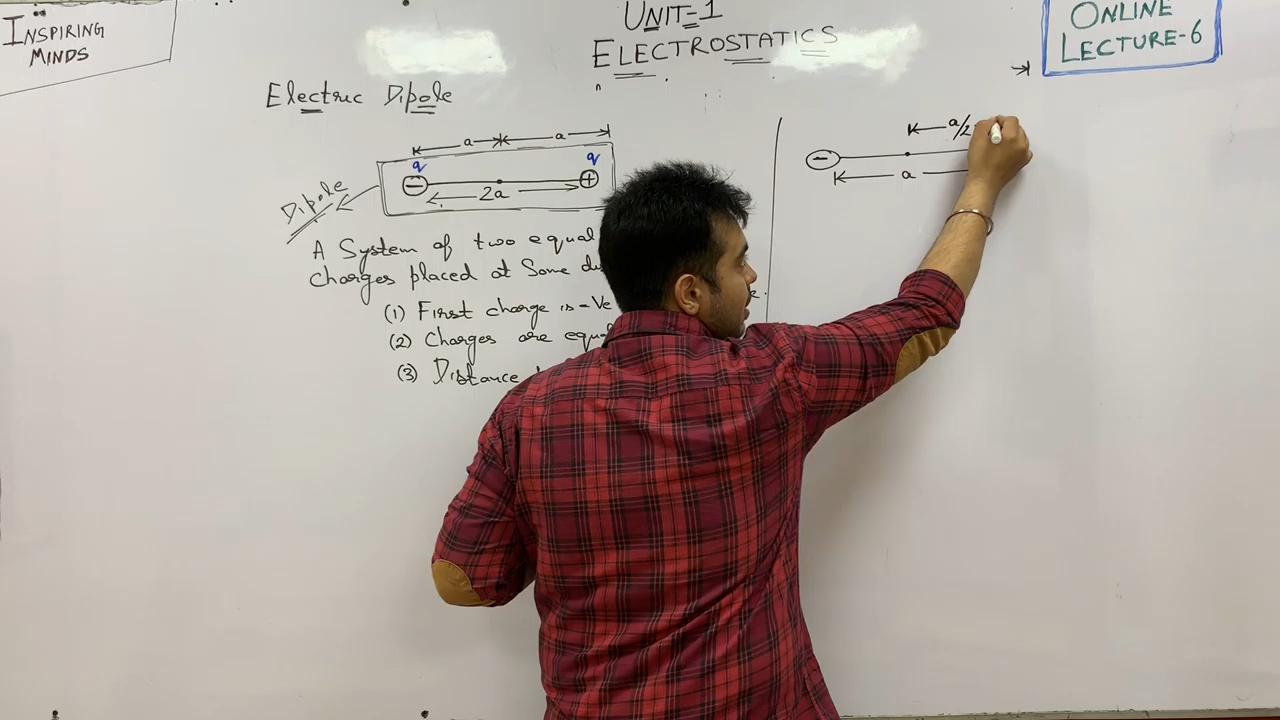 INSPIRING
MINDS
UNIT-1
ELECTROSTATICS
ONLINE
LECTURE-6
Electric Dipole
a a
q q
− +
2a
Dipole
A System of two equal
charges placed at Some
(1) First charge is -Ve
(2) Charges are
(3) Distance
a/2
−
a